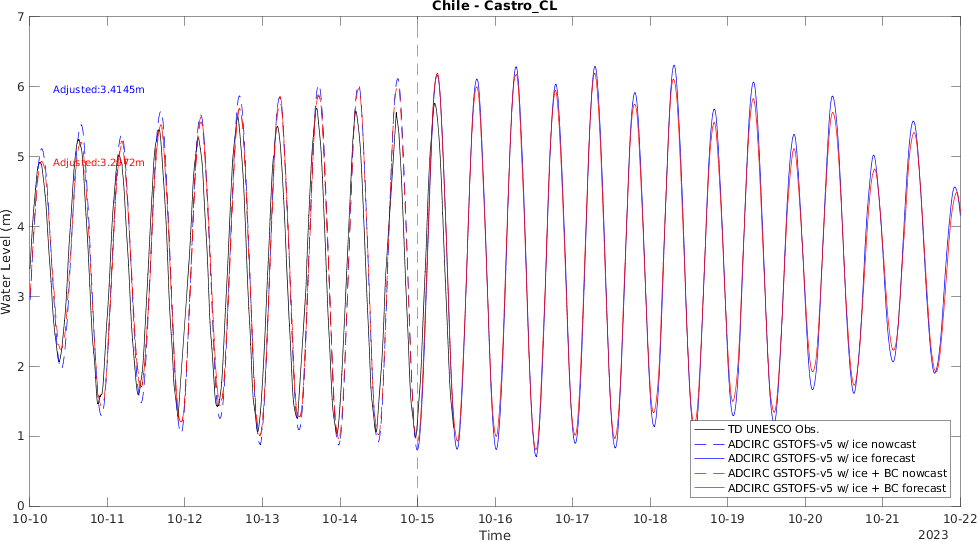 Chile - Castro_CL
7
6
5
4
3
2
1
0
Water Level (m)
Adjusted:3.4145m
Adjusted:3.2972m
TD UNESCO Obs.
ADCIRC GSTOFS-v5 w/ ice nowcast
ADCIRC GSTOFS-v5 w/ ice forecast
ADCIRC GSTOFS-v5 w/ ice + BC nowcast
ADCIRC GSTOFS-v5 w/ ice + BC forecast
10-10 10-11 10-12 10-13 10-14 10-15 10-16 10-17 10-18 10-19 10-20 10-21 10-22
Time
2023